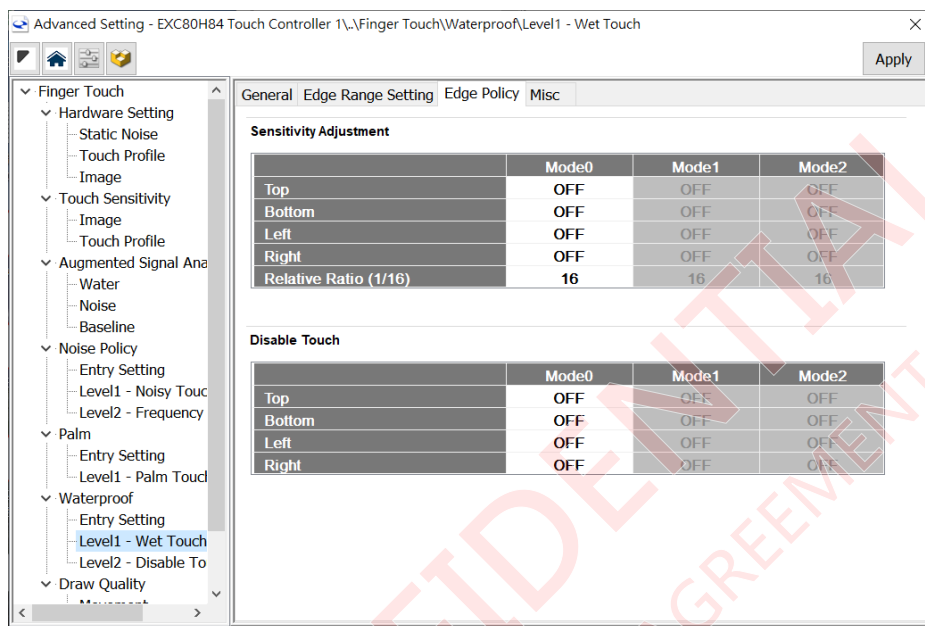 Advanced Setting - EXC80H84 Touch Controller 1\..\Finger Touch\Waterproof\Level1 - Wet Touch
Apply
Finger Touch
Hardware Setting
Static Noise
Touch Profile
Image
Touch Sensitivity
Image
Touch Profile
Augmented Signal Ana
Water
Noise
Baseline
Noise Policy
Entry Setting
Level1 - Noisy Touc
Level2 - Frequency
Palm
Entry Setting
Level1 - Palm Touch
Waterproof
Entry Setting
Level1 - Wet Touch
Level2 - Disable To
Draw Quality
Movement
General Edge Range Setting Edge Policy Misc
Sensitivity Adjustment
Mode0 Mode1 Mode2
Top OFF OFF OFF
Bottom OFF OFF OFF
Left OFF OFF OFF
Right OFF OFF OFF
Relative Ratio (1/16) 16 16 16
Disable Touch
Mode0 Mode1 Mode2
Top OFF OFF OFF
Bottom OFF OFF OFF
Left OFF OFF OFF
Right OFF OFF OFF
FIDENTIAL
AGREEMENT